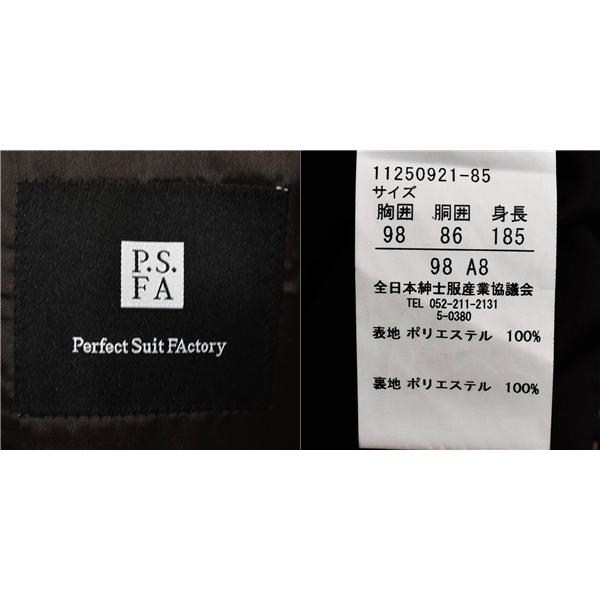 P.S.
FA
Perfect Suit FActory
11250921-85
サイズ
胸囲 胴囲 身長
98 86 185
98 A8
全日本紳士服産業協議会
TEL 052-211-2131
5-0380
表地 ポリエステル 100%
裏地 ポリエステル 100%